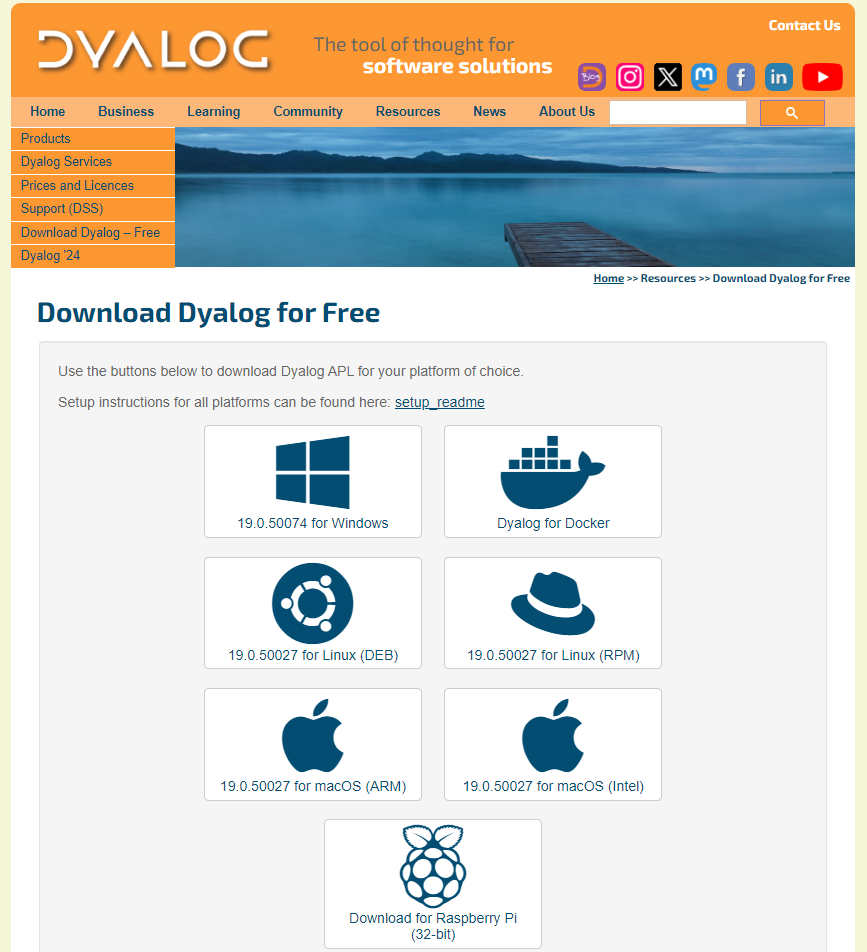 DYALOG
The tool of thought for
software solutions
Contact Us
Blog
Home Business Learning Community Resources News About Us
Products
Dyalog Services
Prices and Licences
Support (DSS)
Download Dyalog – Free
Dyalog '24
Home >> Resources >> Download Dyalog for Free
Download Dyalog for Free
Use the buttons below to download Dyalog APL for your platform of choice.
Setup instructions for all platforms can be found here: setup_readme
19.0.50074 for Windows
Dyalog for Docker
19.0.50027 for Linux (DEB)
19.0.50027 for Linux (RPM)
19.0.50027 for macOS (ARM)
19.0.50027 for macOS (Intel)
Download for Raspberry Pi
(32-bit)